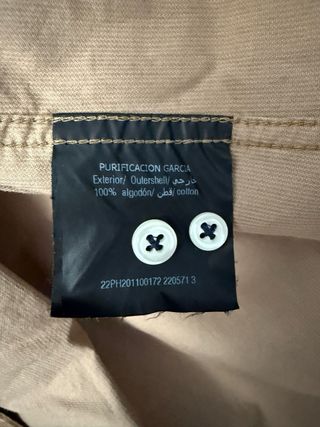 PURIFICACION GARCIA
Exterior/ Outershell/ خارجي
100% algodón/ قطن/ cotton
22PH201100172 220571 3